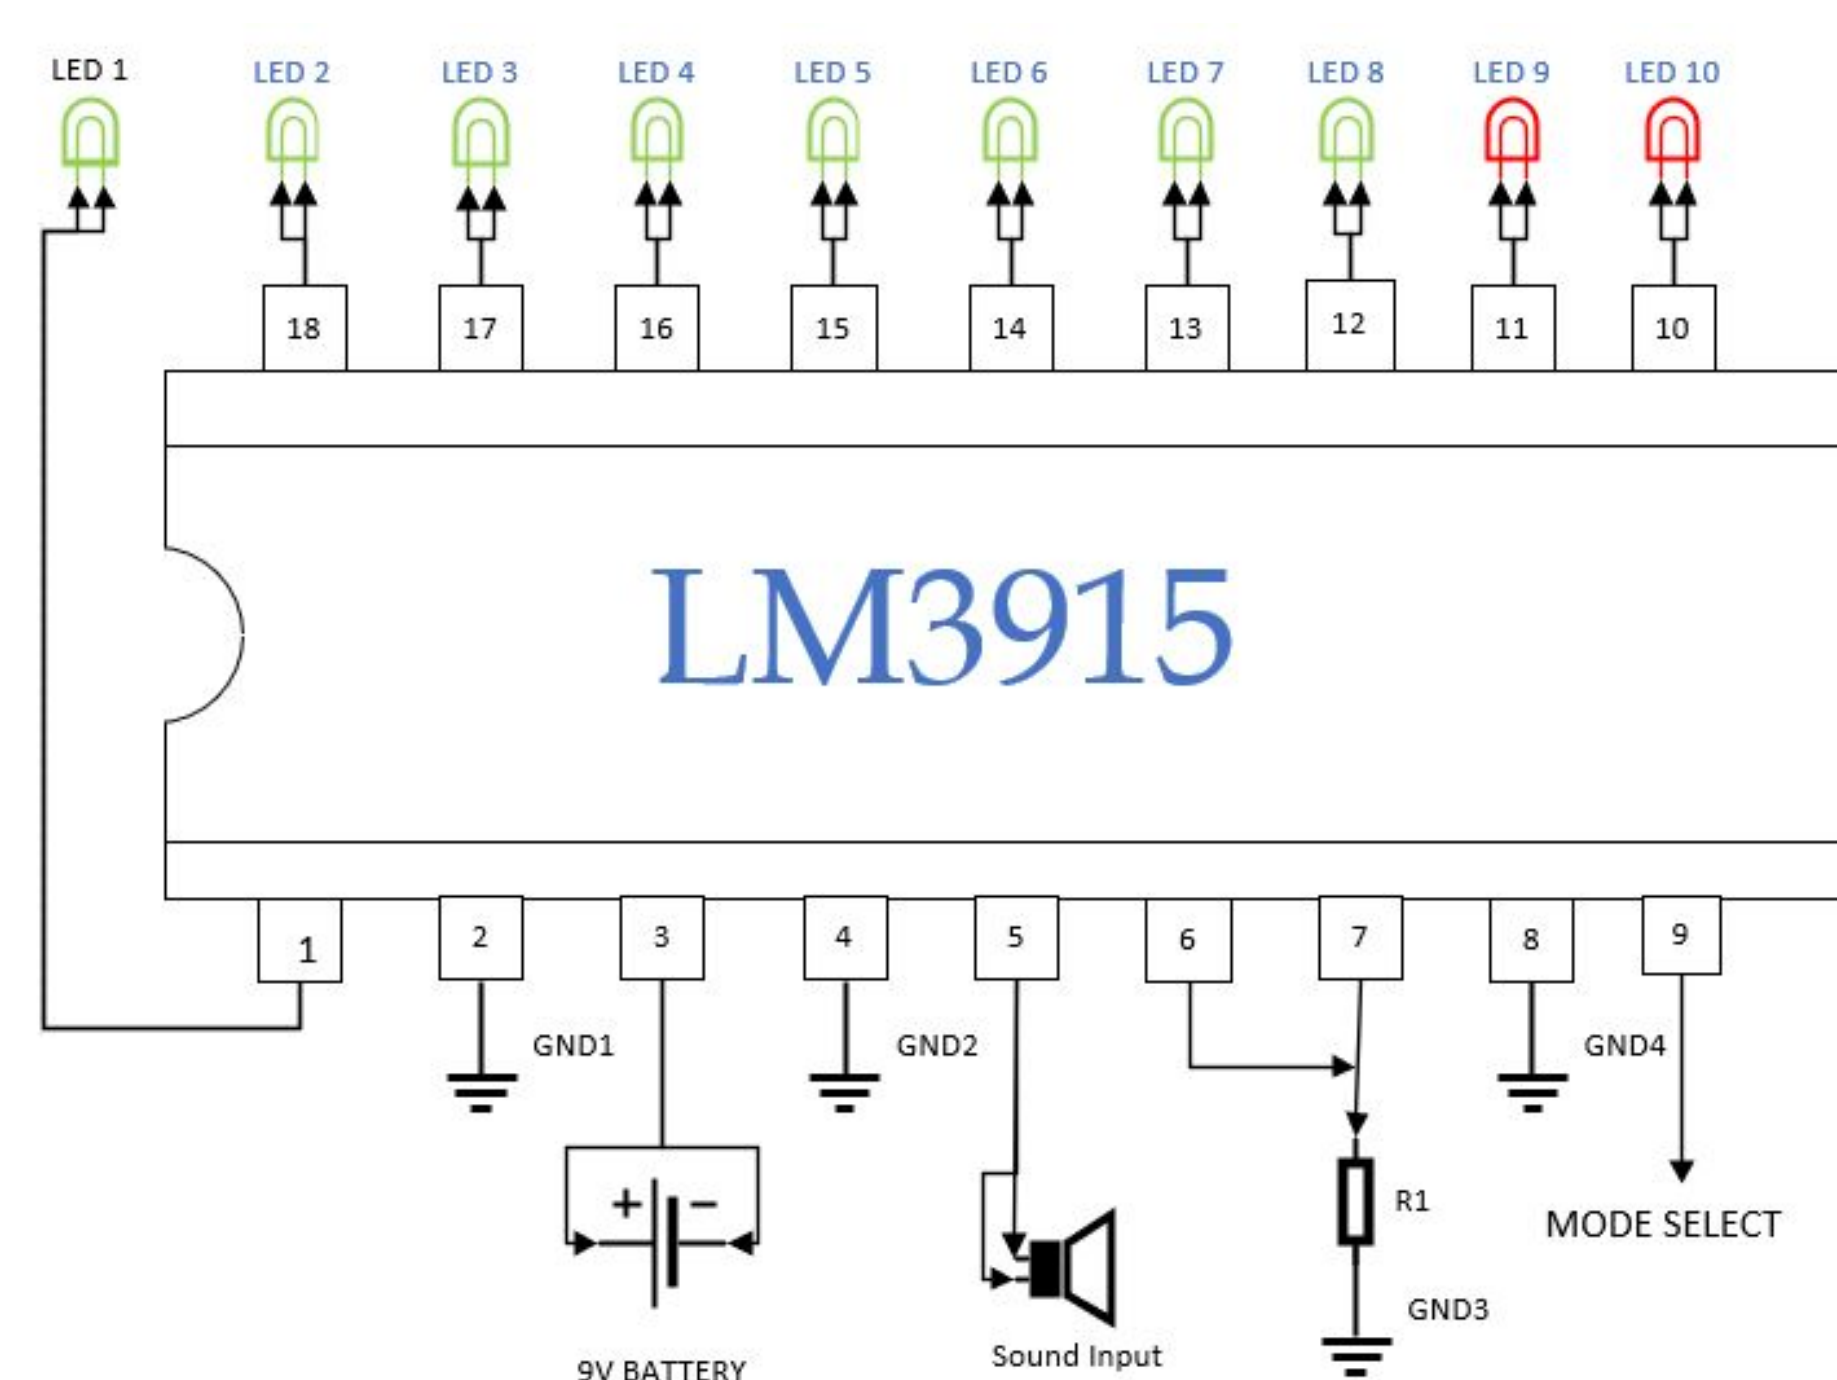 LED 1
LED 2
LED 3
LED 4
LED 5
LED 6
LED 7
LED 8
LED 9
LED 10
18
17
16
15
14
13
12
11
10
LM3915
1
2
3
4
5
6
7
8
9
GND1
GND2
GND4
+
−
R1
MODE SELECT
GND3
Sound Input
9V BATTERY